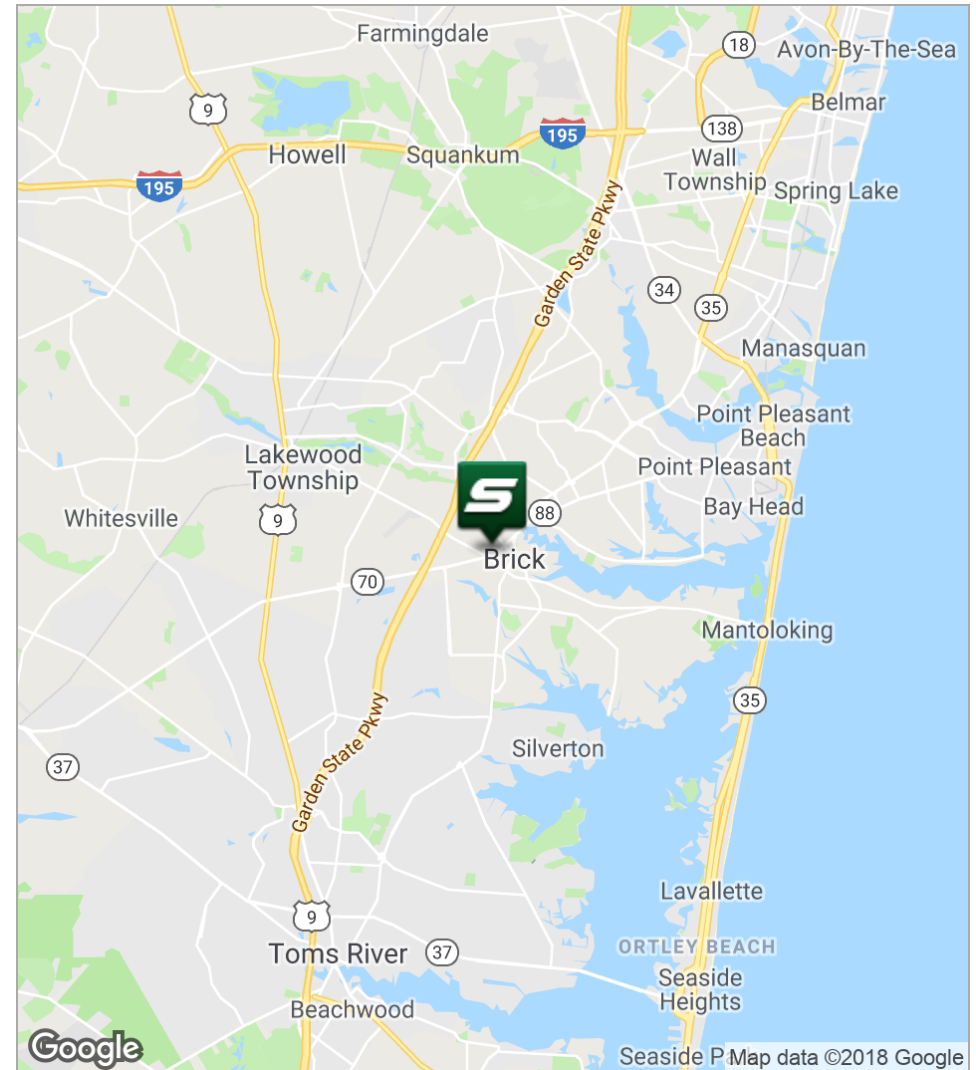 Farmingdale
18
Avon-By-The-Sea
9
Belmar
195
138
Howell
Squankum
Wall
Township
195
Spring Lake
Garden State Pkwy
34
35
Manasquan
Point Pleasant
Beach
Lakewood
Township
Point Pleasant
S
Bay Head
88
Whitesville
9
Brick
70
Mantoloking
35
Garden State Pkwy
Silverton
37
Lavallette
9
ORTLEY BEACH
Toms River
37
Seaside
Heights
Beachwood
Google
Seaside
Map data ©2018 Google